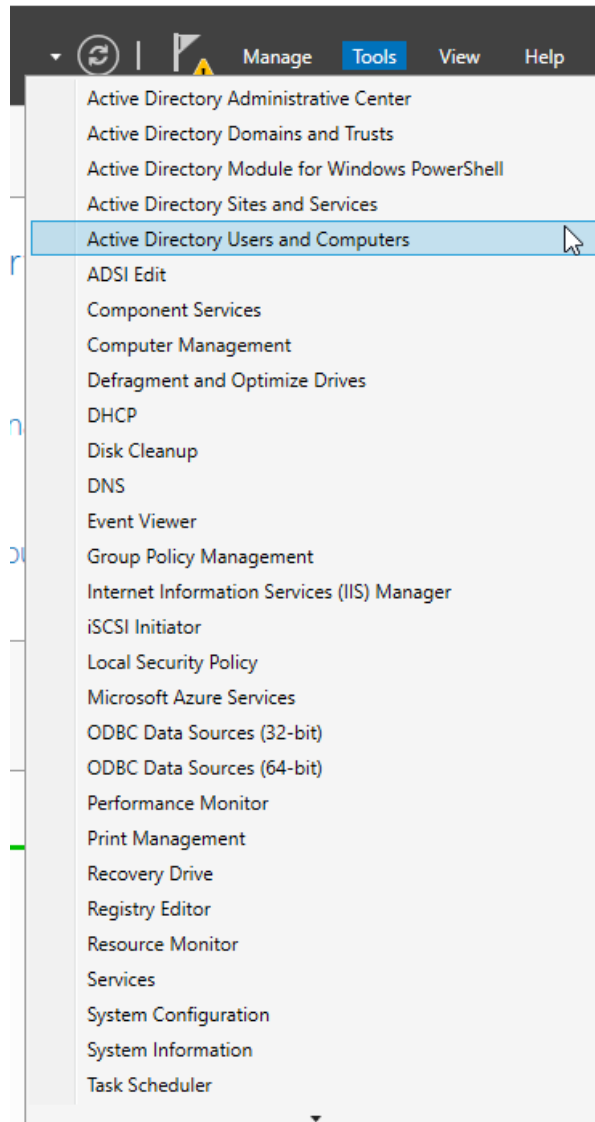 Manage Tools View Help
Active Directory Administrative Center
Active Directory Domains and Trusts
Active Directory Module for Windows PowerShell
Active Directory Sites and Services
Active Directory Users and Computers
ADSI Edit
Component Services
Computer Management
Defragment and Optimize Drives
DHCP
Disk Cleanup
DNS
Event Viewer
Group Policy Management
Internet Information Services (IIS) Manager
iSCSI Initiator
Local Security Policy
Microsoft Azure Services
ODBC Data Sources (32-bit)
ODBC Data Sources (64-bit)
Performance Monitor
Print Management
Recovery Drive
Registry Editor
Resource Monitor
Services
System Configuration
System Information
Task Scheduler